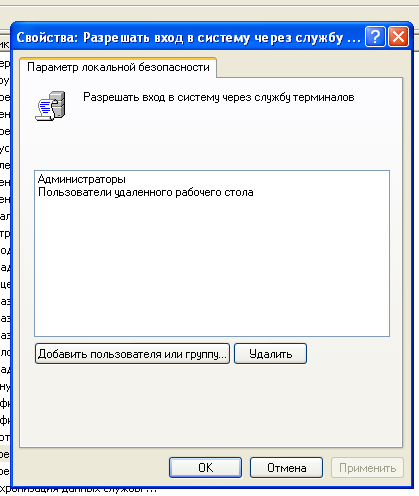 Свойства: Разрешать вход в систему через службу ...
Параметр локальной безопасности
Разрешать вход в систему через службу терминалов
Администраторы
Пользователи удаленного рабочего стола
Добавить пользователя или группу...
Удалить
OK
Отмена
Применить